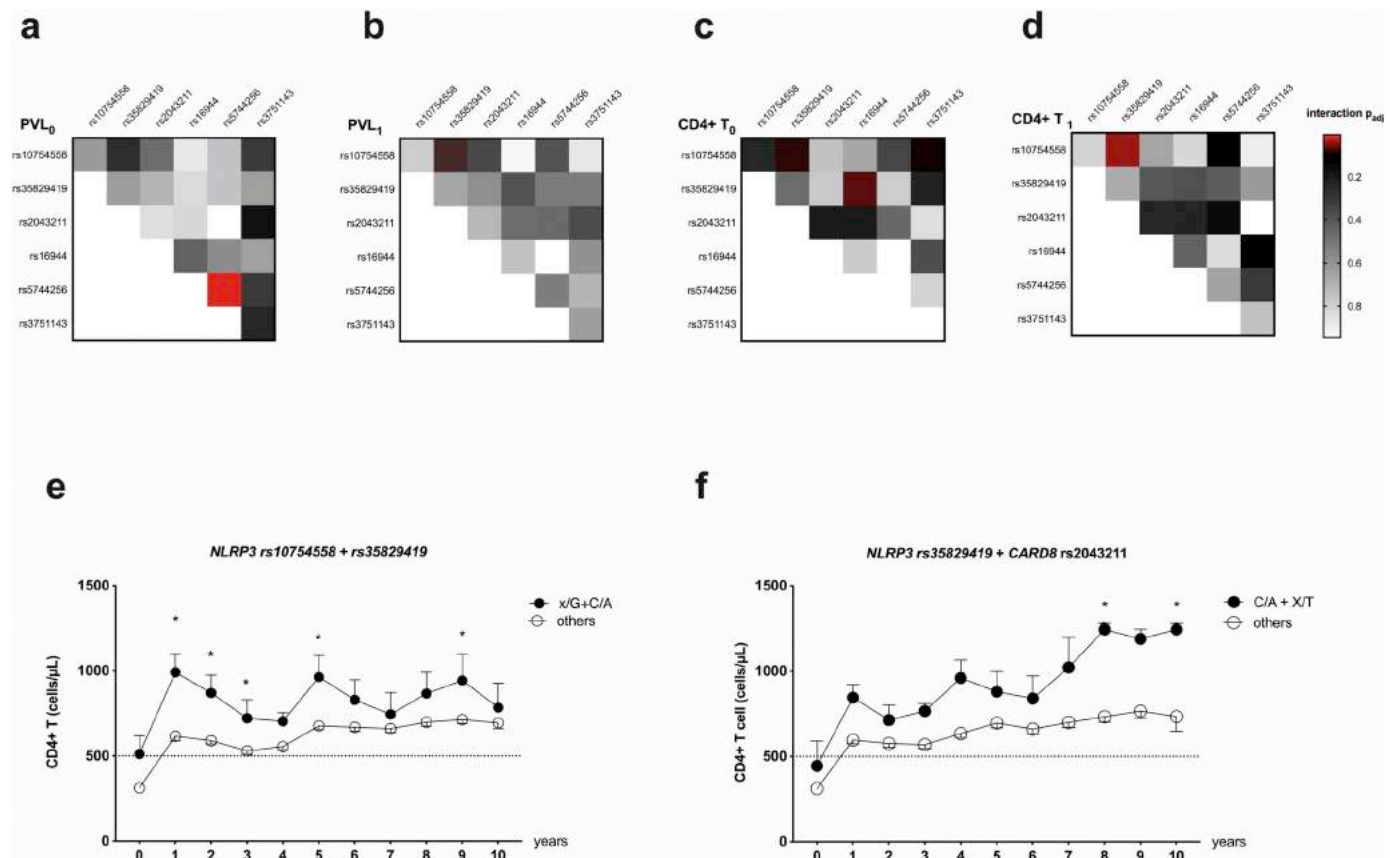 a
b
c
d
rs10754558
rs35829419
rs2043211
rs16944
rs5744256
rs3751143
PVL0
rs10754558
rs35829419
rs2043211
rs16944
rs5744256
rs3751143
rs10754558
rs35829419
rs2043211
rs16944
rs5744256
rs3751143
PVL1
rs10754558
rs35829419
rs2043211
rs16944
rs5744256
rs3751143
rs10754558
rs35829419
rs2043211
rs16944
rs5744256
rs3751143
CD4+ T0
rs10754558
rs35829419
rs2043211
rs16944
rs5744256
rs3751143
rs10754558
rs35829419
rs2043211
rs16944
rs5744256
rs3751143
CD4+ T 1
rs10754558
rs35829419
rs2043211
rs16944
rs5744256
rs3751143
interaction padj
0.2
0.4
0.6
0.8
e
NLRP3 rs10754558 + rs35829419
1500
1000
500
0
CD4+ T (cells/µL)
* * * * *
x/G+C/A
others
0 1 2 3 4 5 6 7 8 9 10
years
f
NLRP3 rs35829419 + CARD8 rs2043211
1500
1000
500
0
CD4+ T cell (cells/µL)
* *
C/A + X/T
others
0 1 2 3 4 5 6 7 8 9 10
years